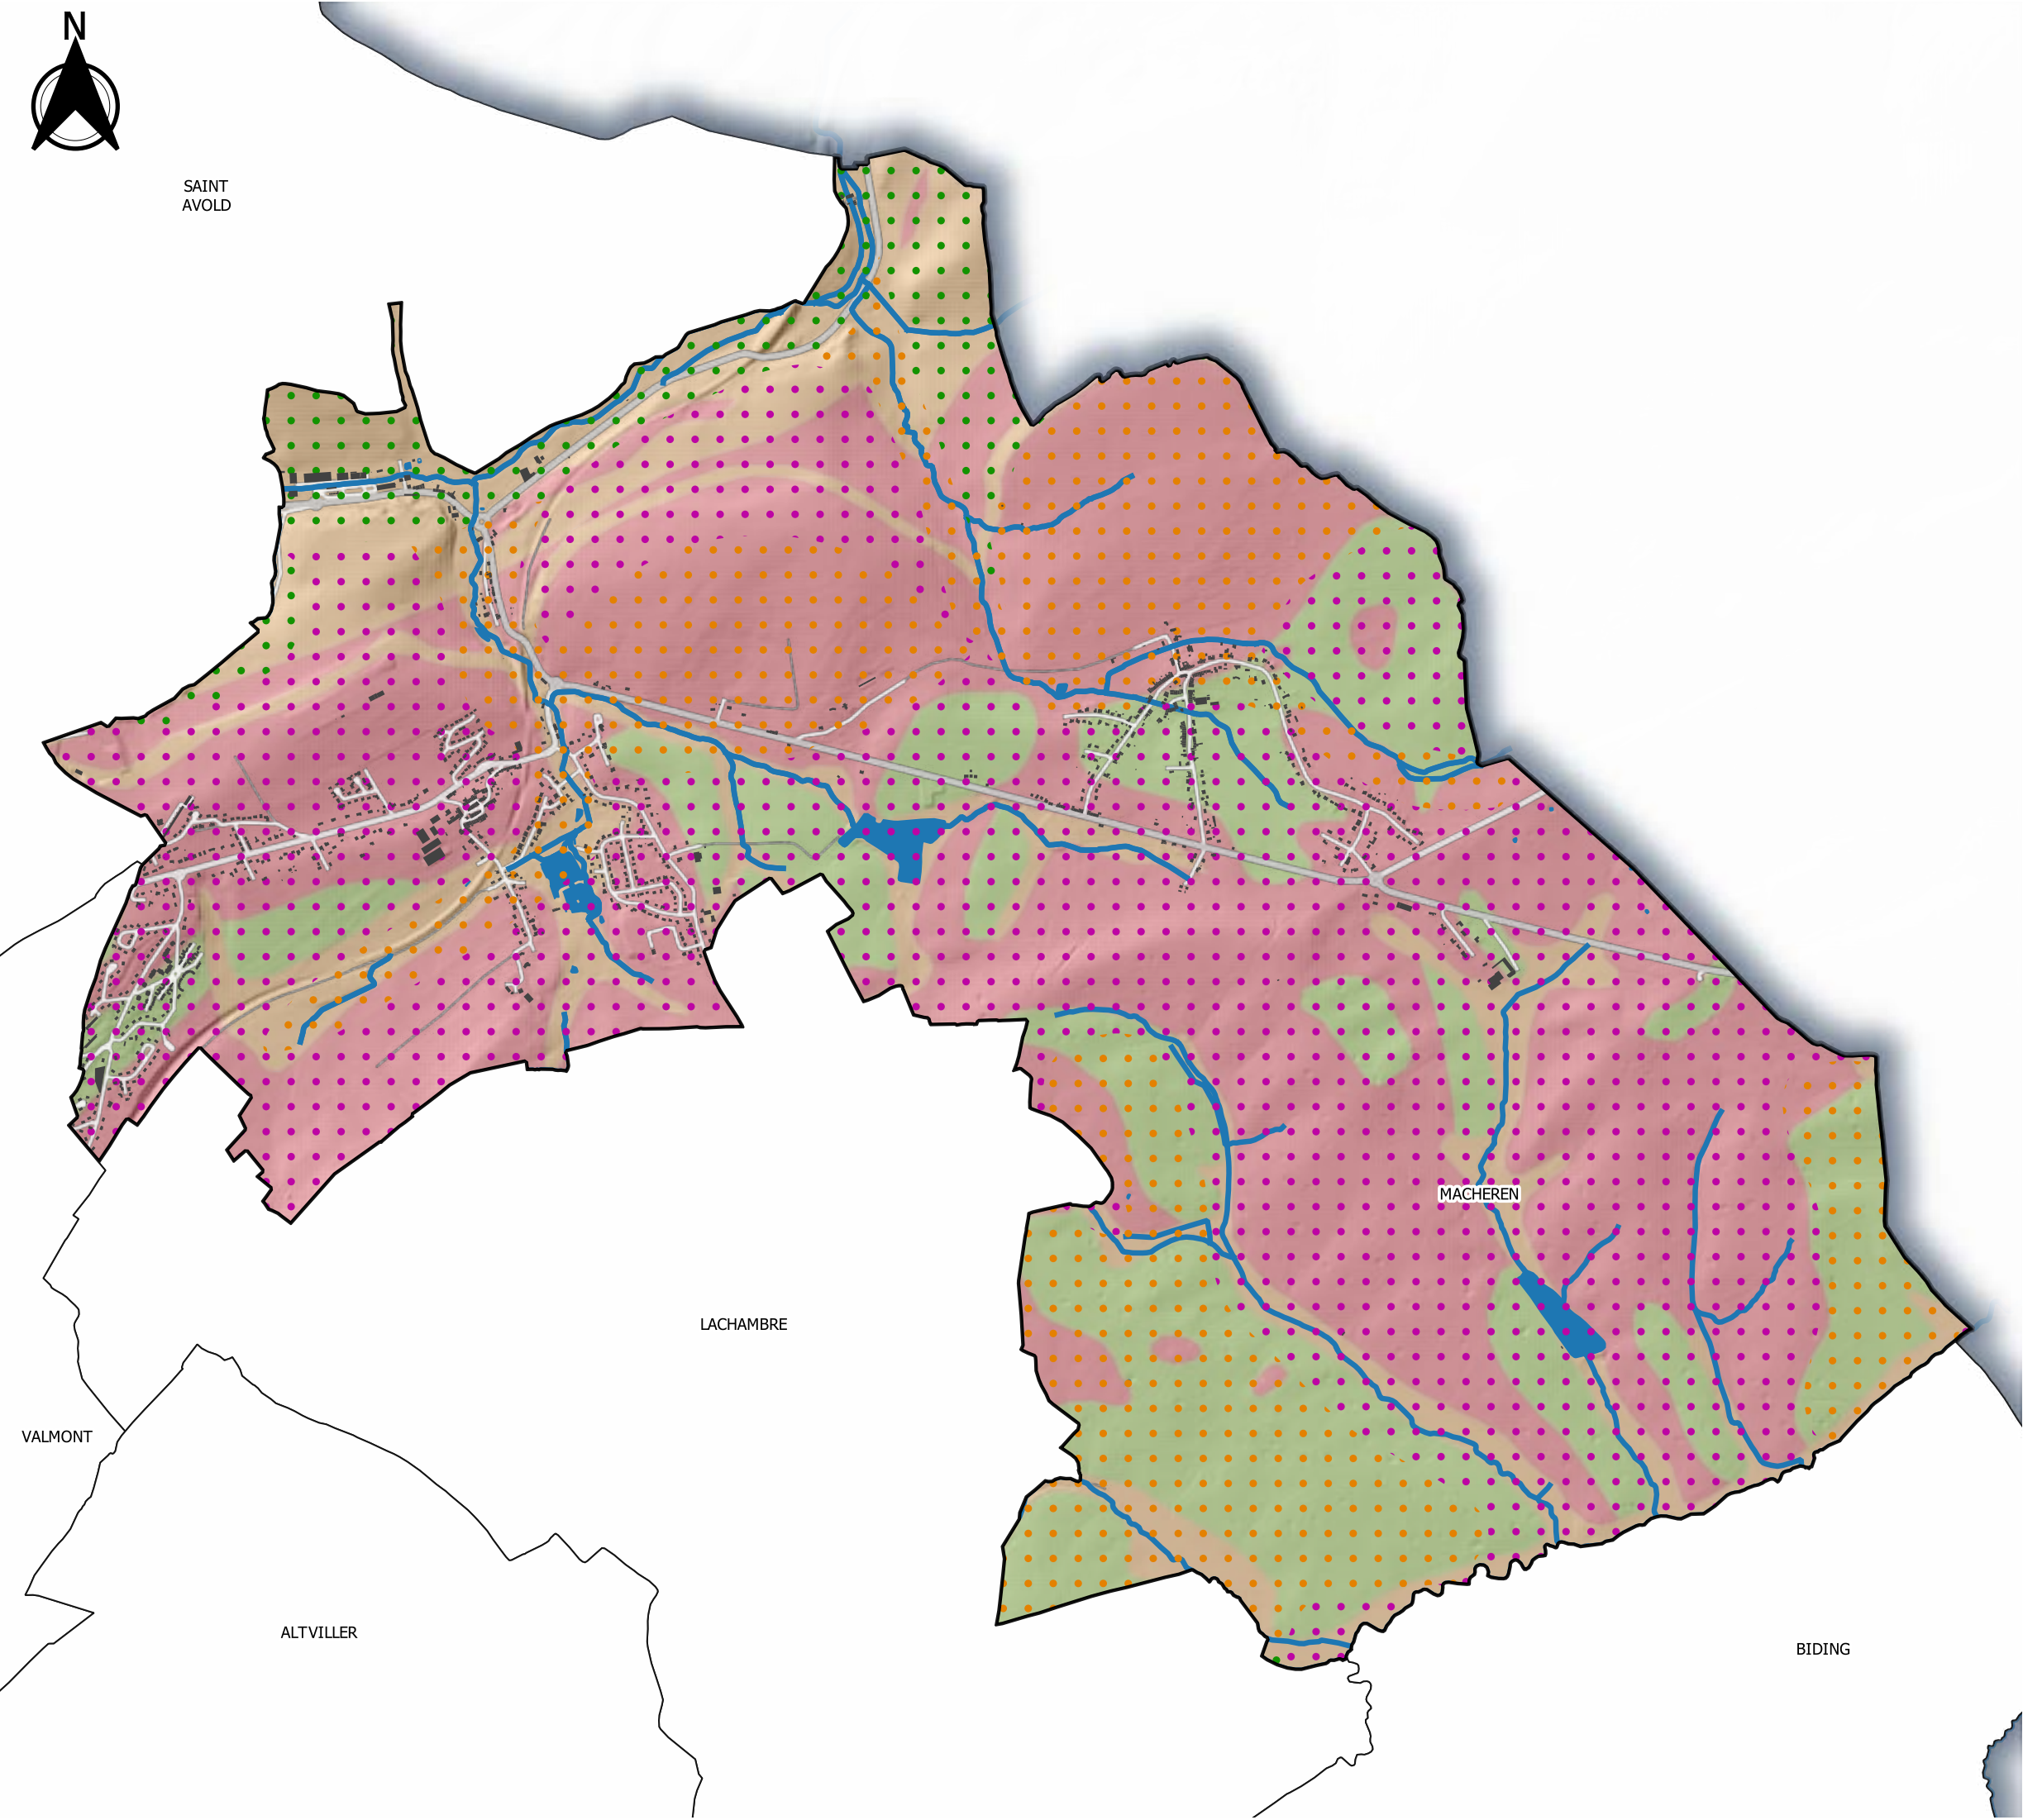 N
SAINT
AVOLD
MACHEREN
LACHAMBRE
VALMONT
ALTVILLER
BIDING